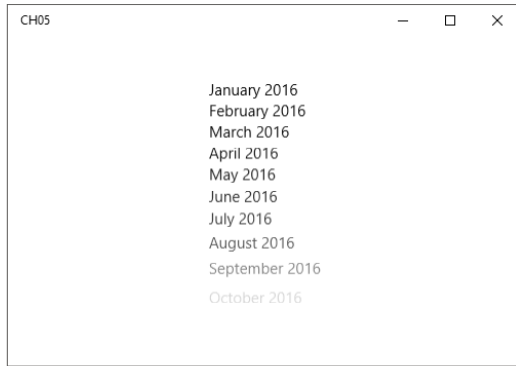 CH05
January 2016
February 2016
March 2016
April 2016
May 2016
June 2016
July 2016
August 2016
September 2016
October 2016